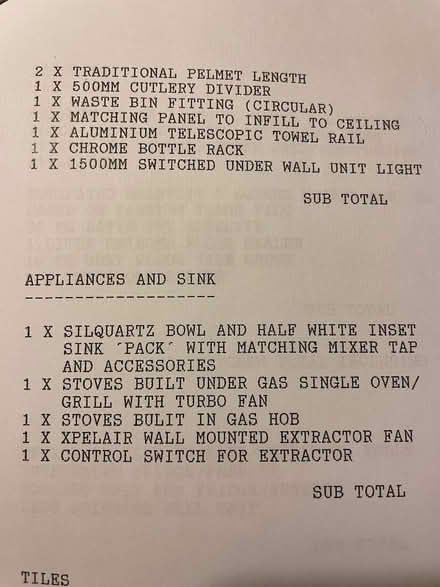 2 X TRADITIONAL PELMET LENGTH
1 X 500MM CUTLERY DIVIDER
1 X WASTE BIN FITTING (CIRCULAR)
1 X MATCHING PANEL TO INFILL TO CEILING
1 X ALUMINIUM TELESCOPIC TOWEL RAIL
1 X CHROME BOTTLE RACK
1 X 1500MM SWITCHED UNDER WALL UNIT LIGHT
SUB TOTAL
APPLIANCES AND SINK
-------------------
1 X SILQUARTZ BOWL AND HALF WHITE INSET
SINK ´PACK´ WITH MATCHING MIXER TAP
AND ACCESSORIES
1 X STOVES BUILT UNDER GAS SINGLE OVEN/
GRILL WITH TURBO FAN
1 X STOVES BULIT IN GAS HOB
1 X XPELAIR WALL MOUNTED EXTRACTOR FAN
1 X CONTROL SWITCH FOR EXTRACTOR
SUB TOTAL
TILES